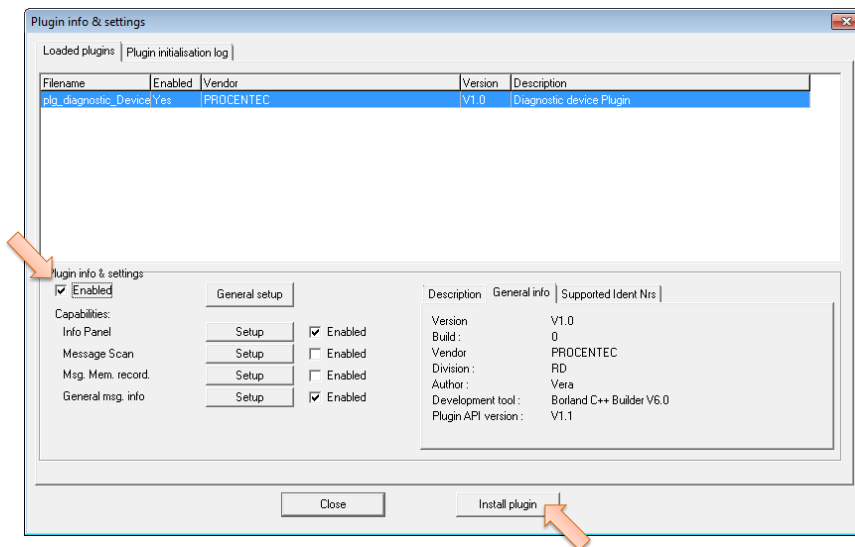 Plugin info & settings
Loaded plugins Plugin initialisation log
Filename Enabled Vendor Version Description
plg_diagnostic_Device Yes PROCENTEC V1.0 Diagnostic device Plugin
Plugin info & settings
Enabled General setup Description General info Supported Ident Nrs
Capabilities:
Info Panel Setup Enabled
Message Scan Setup Enabled
Msg. Mem. record. Setup Enabled
General msg. info Setup Enabled
Version V1.0
Build : 0
Vendor PROCENTEC
Division : RD
Author : Vera
Development tool : Borland C++ Builder V6.0
Plugin API version : V1.1
Close Install plugin